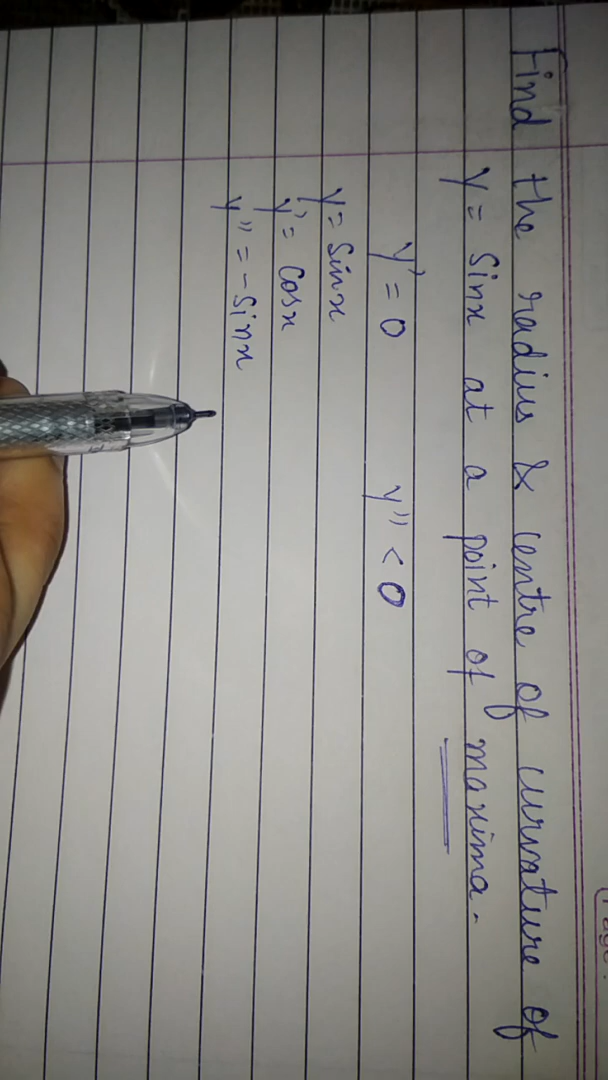 Find the radius & centre of curvature of
y = Sinx at a point of maxima.
y' = 0 y'' < 0
y = Sinx
y' = Cosx
y'' = -Sinx